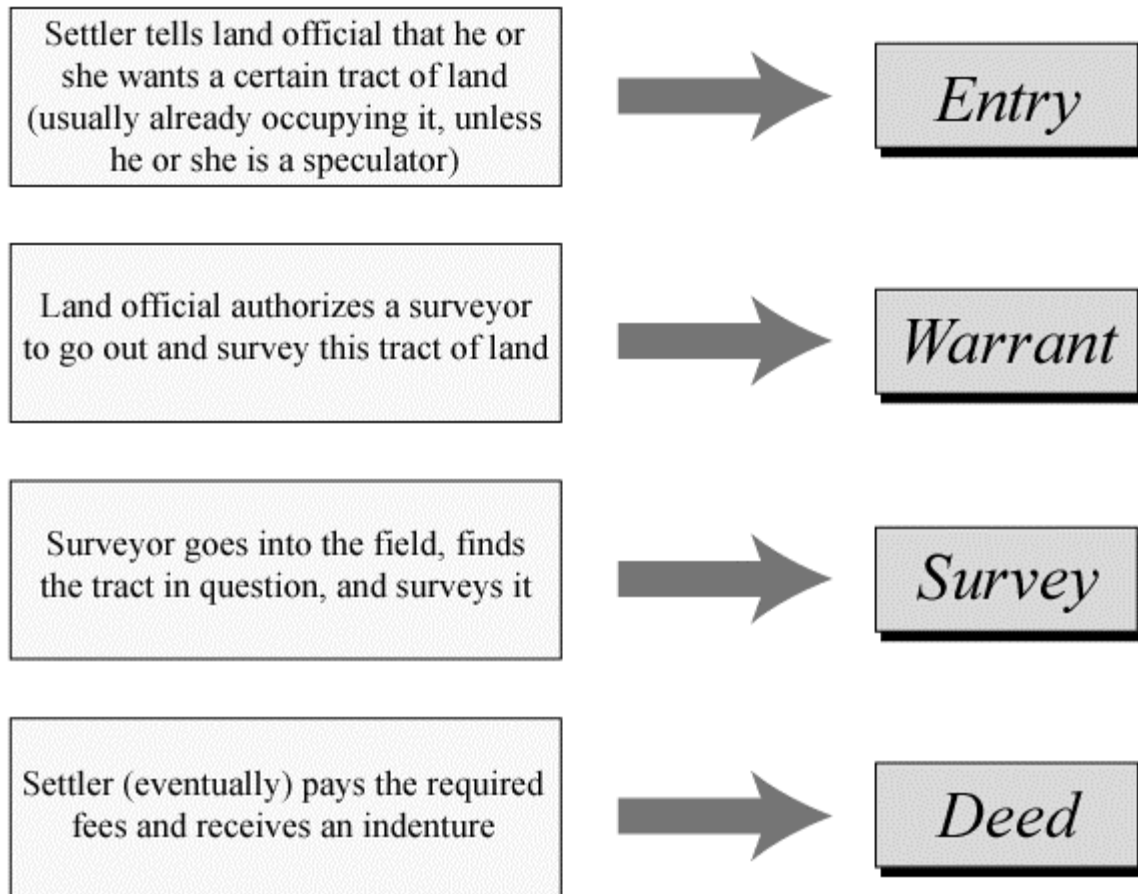 Settler tells land official that he or
she wants a certain tract of land
(usually already occupying it, unless
he or she is a speculator)
Entry
Land official authorizes a surveyor
to go out and survey this tract of land
Warrant
Surveyor goes into the field, finds
the tract in question, and surveys it
Survey
Settler (eventually) pays the required
fees and receives an indenture
Deed